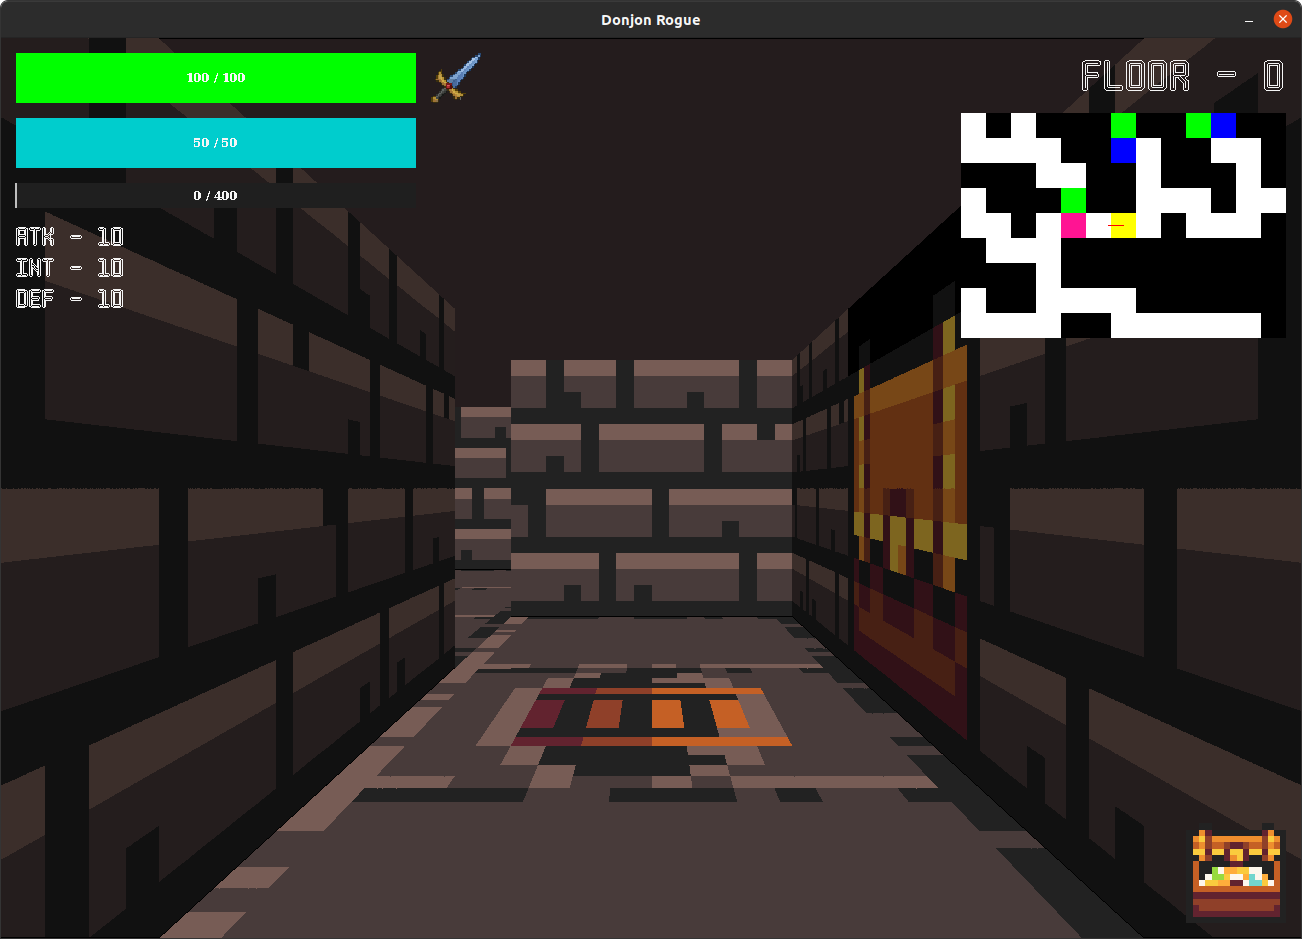 Donjon Rogue
100 / 100
FLOOR - 0
50 / 50
0 / 400
ATK - 10
INT - 10
DEF - 10